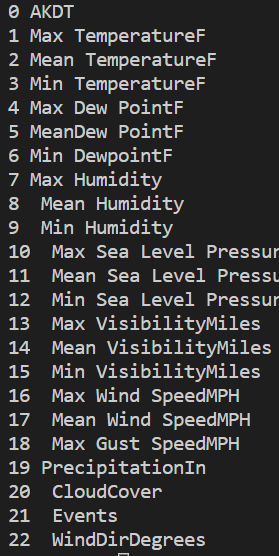 0 AKDT
1 Max TemperatureF
2 Mean TemperatureF
3 Min TemperatureF
4 Max Dew PointF
5 MeanDew PointF
6 Min DewpointF
7 Max Humidity
8  Mean Humidity
9  Min Humidity
10  Max Sea Level Pressur
11  Mean Sea Level Press
12  Min Sea Level Pressur
13  Max VisibilityMiles
14  Mean VisibilityMiles
15  Min VisibilityMiles
16  Max Wind SpeedMPH
17  Mean Wind SpeedMPH
18  Max Gust SpeedMPH
19 PrecipitationIn
20  CloudCover
21  Events
22  WindDirDegrees